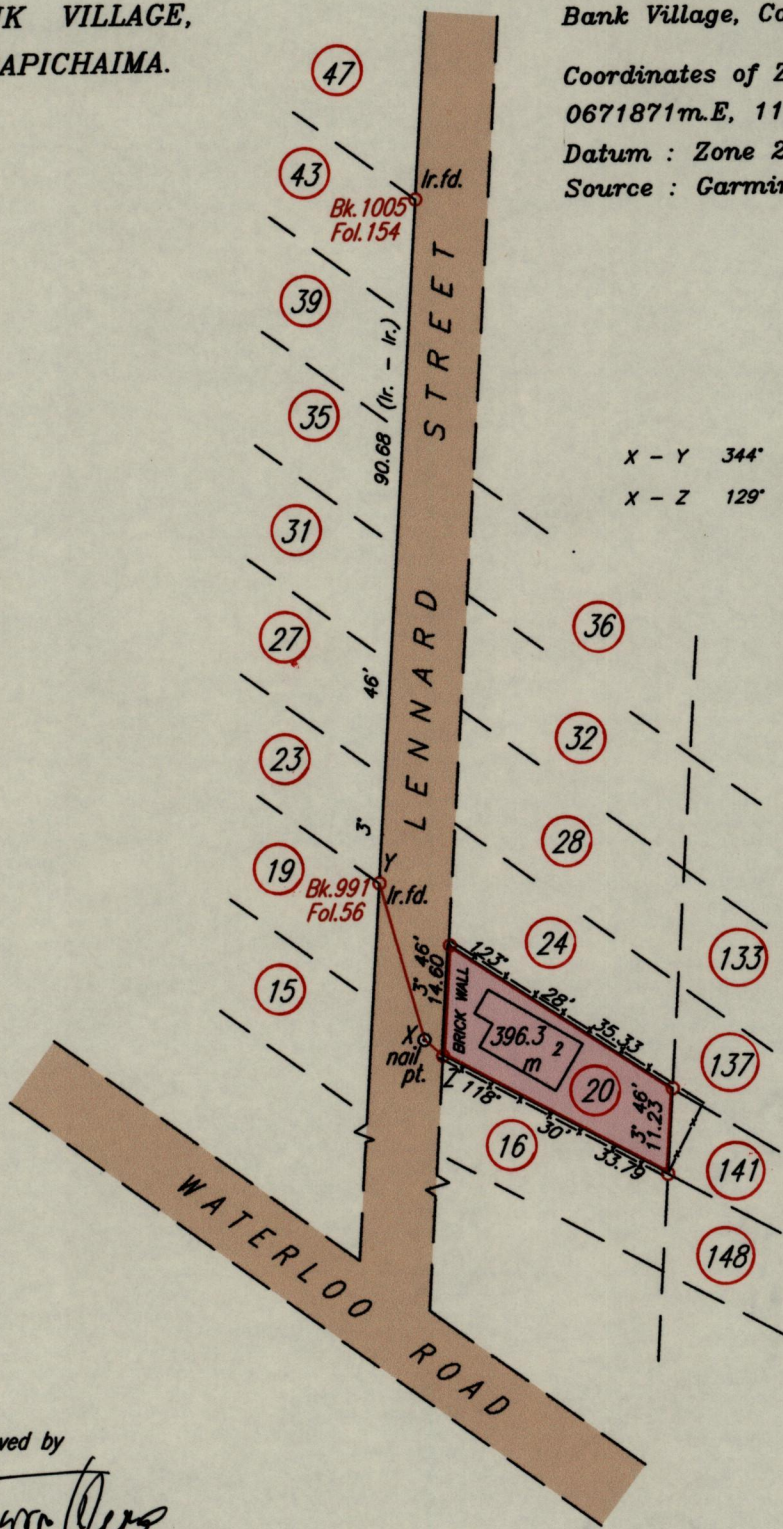 NK VILLAGE,
APICHAIMA.
Bank Village, Co
Coordinates of Z
0671871m.E, 11
Datum : Zone 2
Source : Garmin
47
43
Ir.fd.
Bk.1005
Fol.154
39
35
31
27
23
19
15
90.68 (Ir. - Ir.)
46'
3°
LENNARD STREET
X - Y 344°
X - Z 129°
36
32
28
24
133
137
141
148
Y
Ir.fd.
Bk.991
Fol.56
X
nail
pt.
Z
3° 46'
14.60
BRICK WALL
123° 28' 35.33
396.3
m²
20
3° 46'
11.23
118° 30' 33.79
16
WATERLOO ROAD
ved by